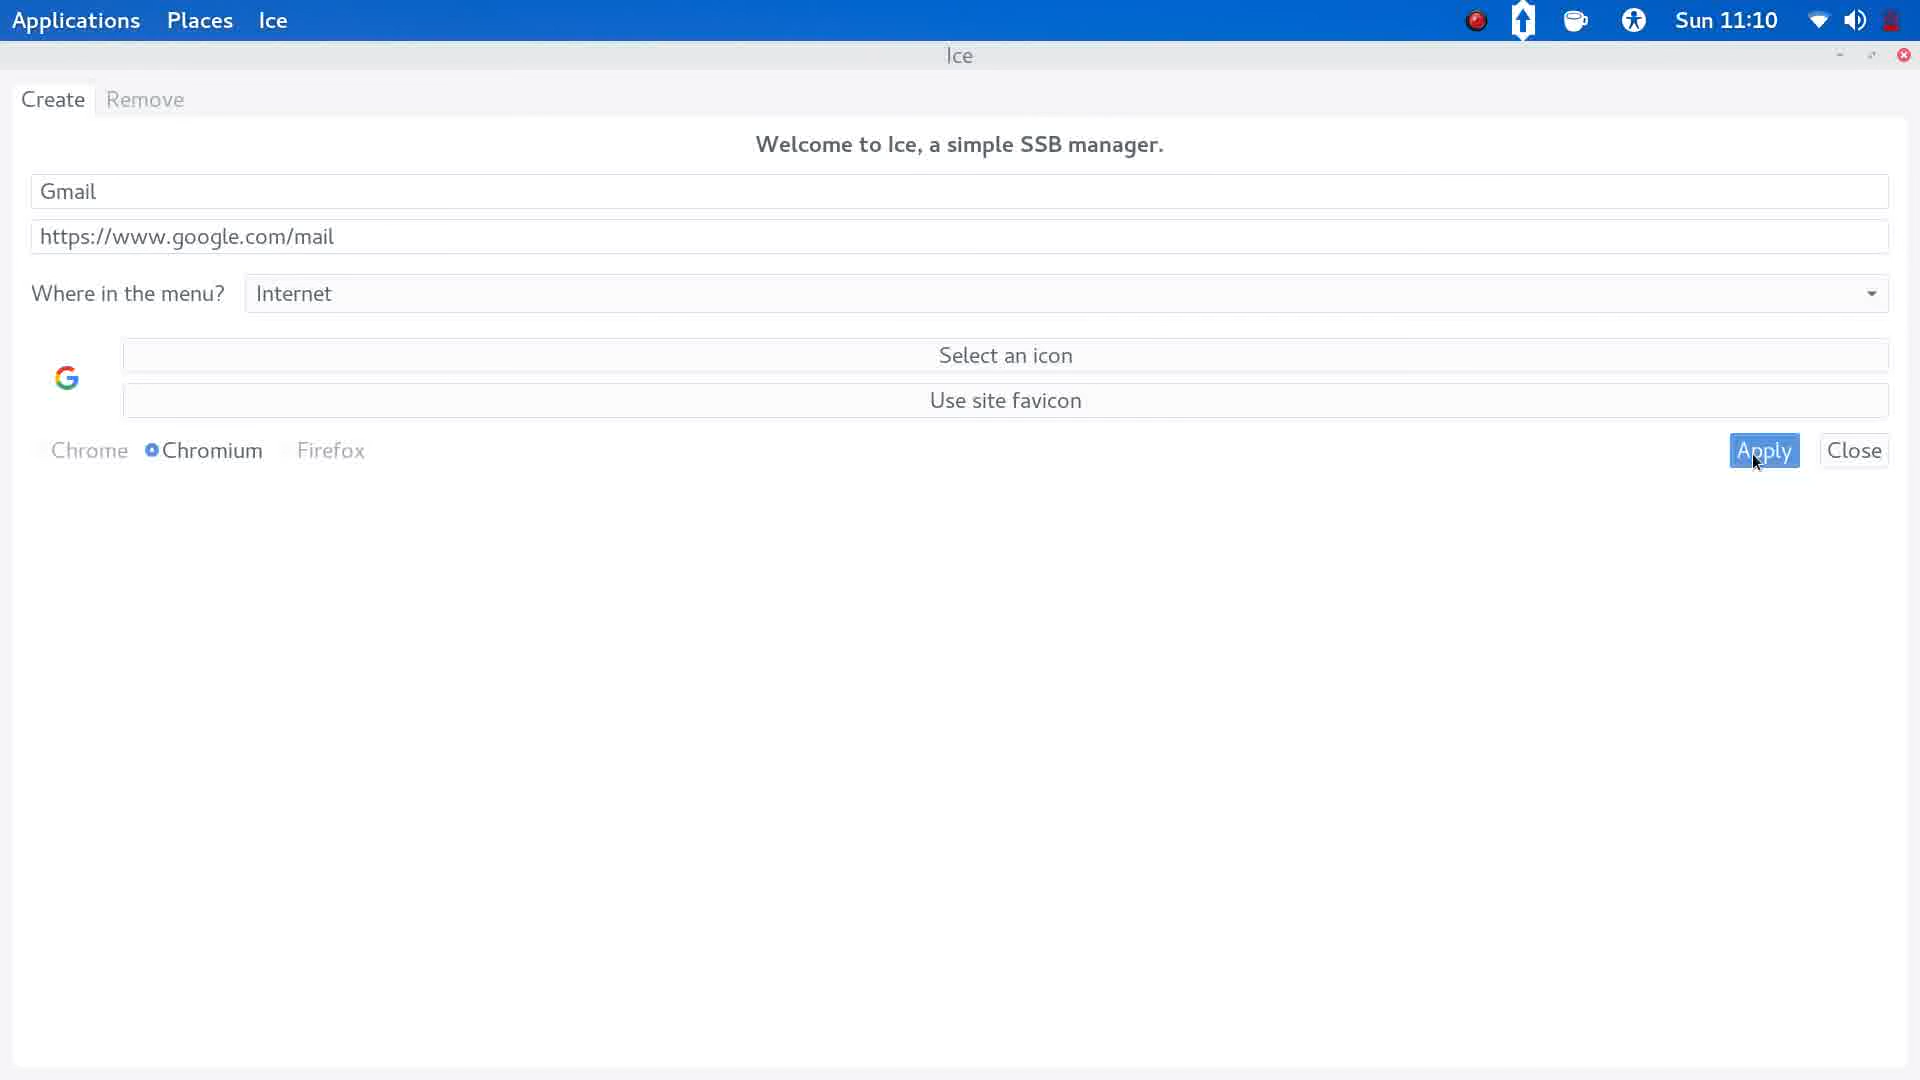 Applications Places Ice Sun 11:10
Ice
Create Remove
Welcome to Ice, a simple SSB manager.
Gmail
https://www.google.com/mail
Where in the menu? Internet
Select an icon
Use site favicon
Chrome Chromium Firefox Apply Close